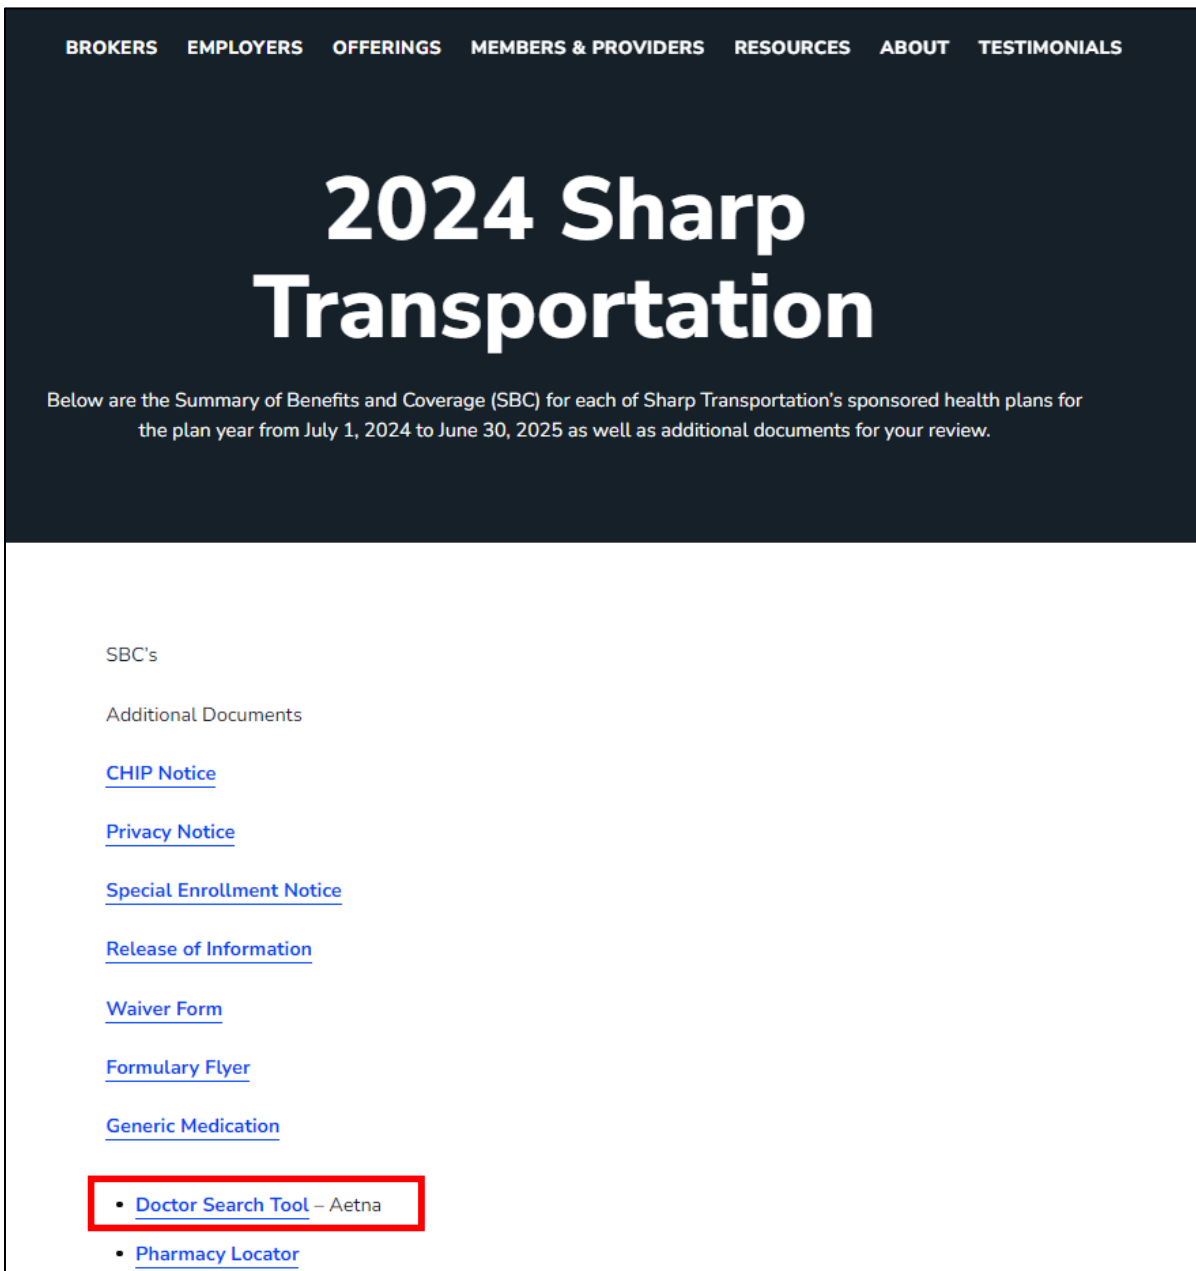 BROKERS EMPLOYERS OFFERINGS MEMBERS & PROVIDERS RESOURCES ABOUT TESTIMONIALS
2024 Sharp
Transportation
Below are the Summary of Benefits and Coverage (SBC) for each of Sharp Transportation's sponsored health plans for
the plan year from July 1, 2024 to June 30, 2025 as well as additional documents for your review.
SBC's
Additional Documents
CHIP Notice
Privacy Notice
Special Enrollment Notice
Release of Information
Waiver Form
Formulary Flyer
Generic Medication
• Doctor Search Tool – Aetna
• Pharmacy Locator